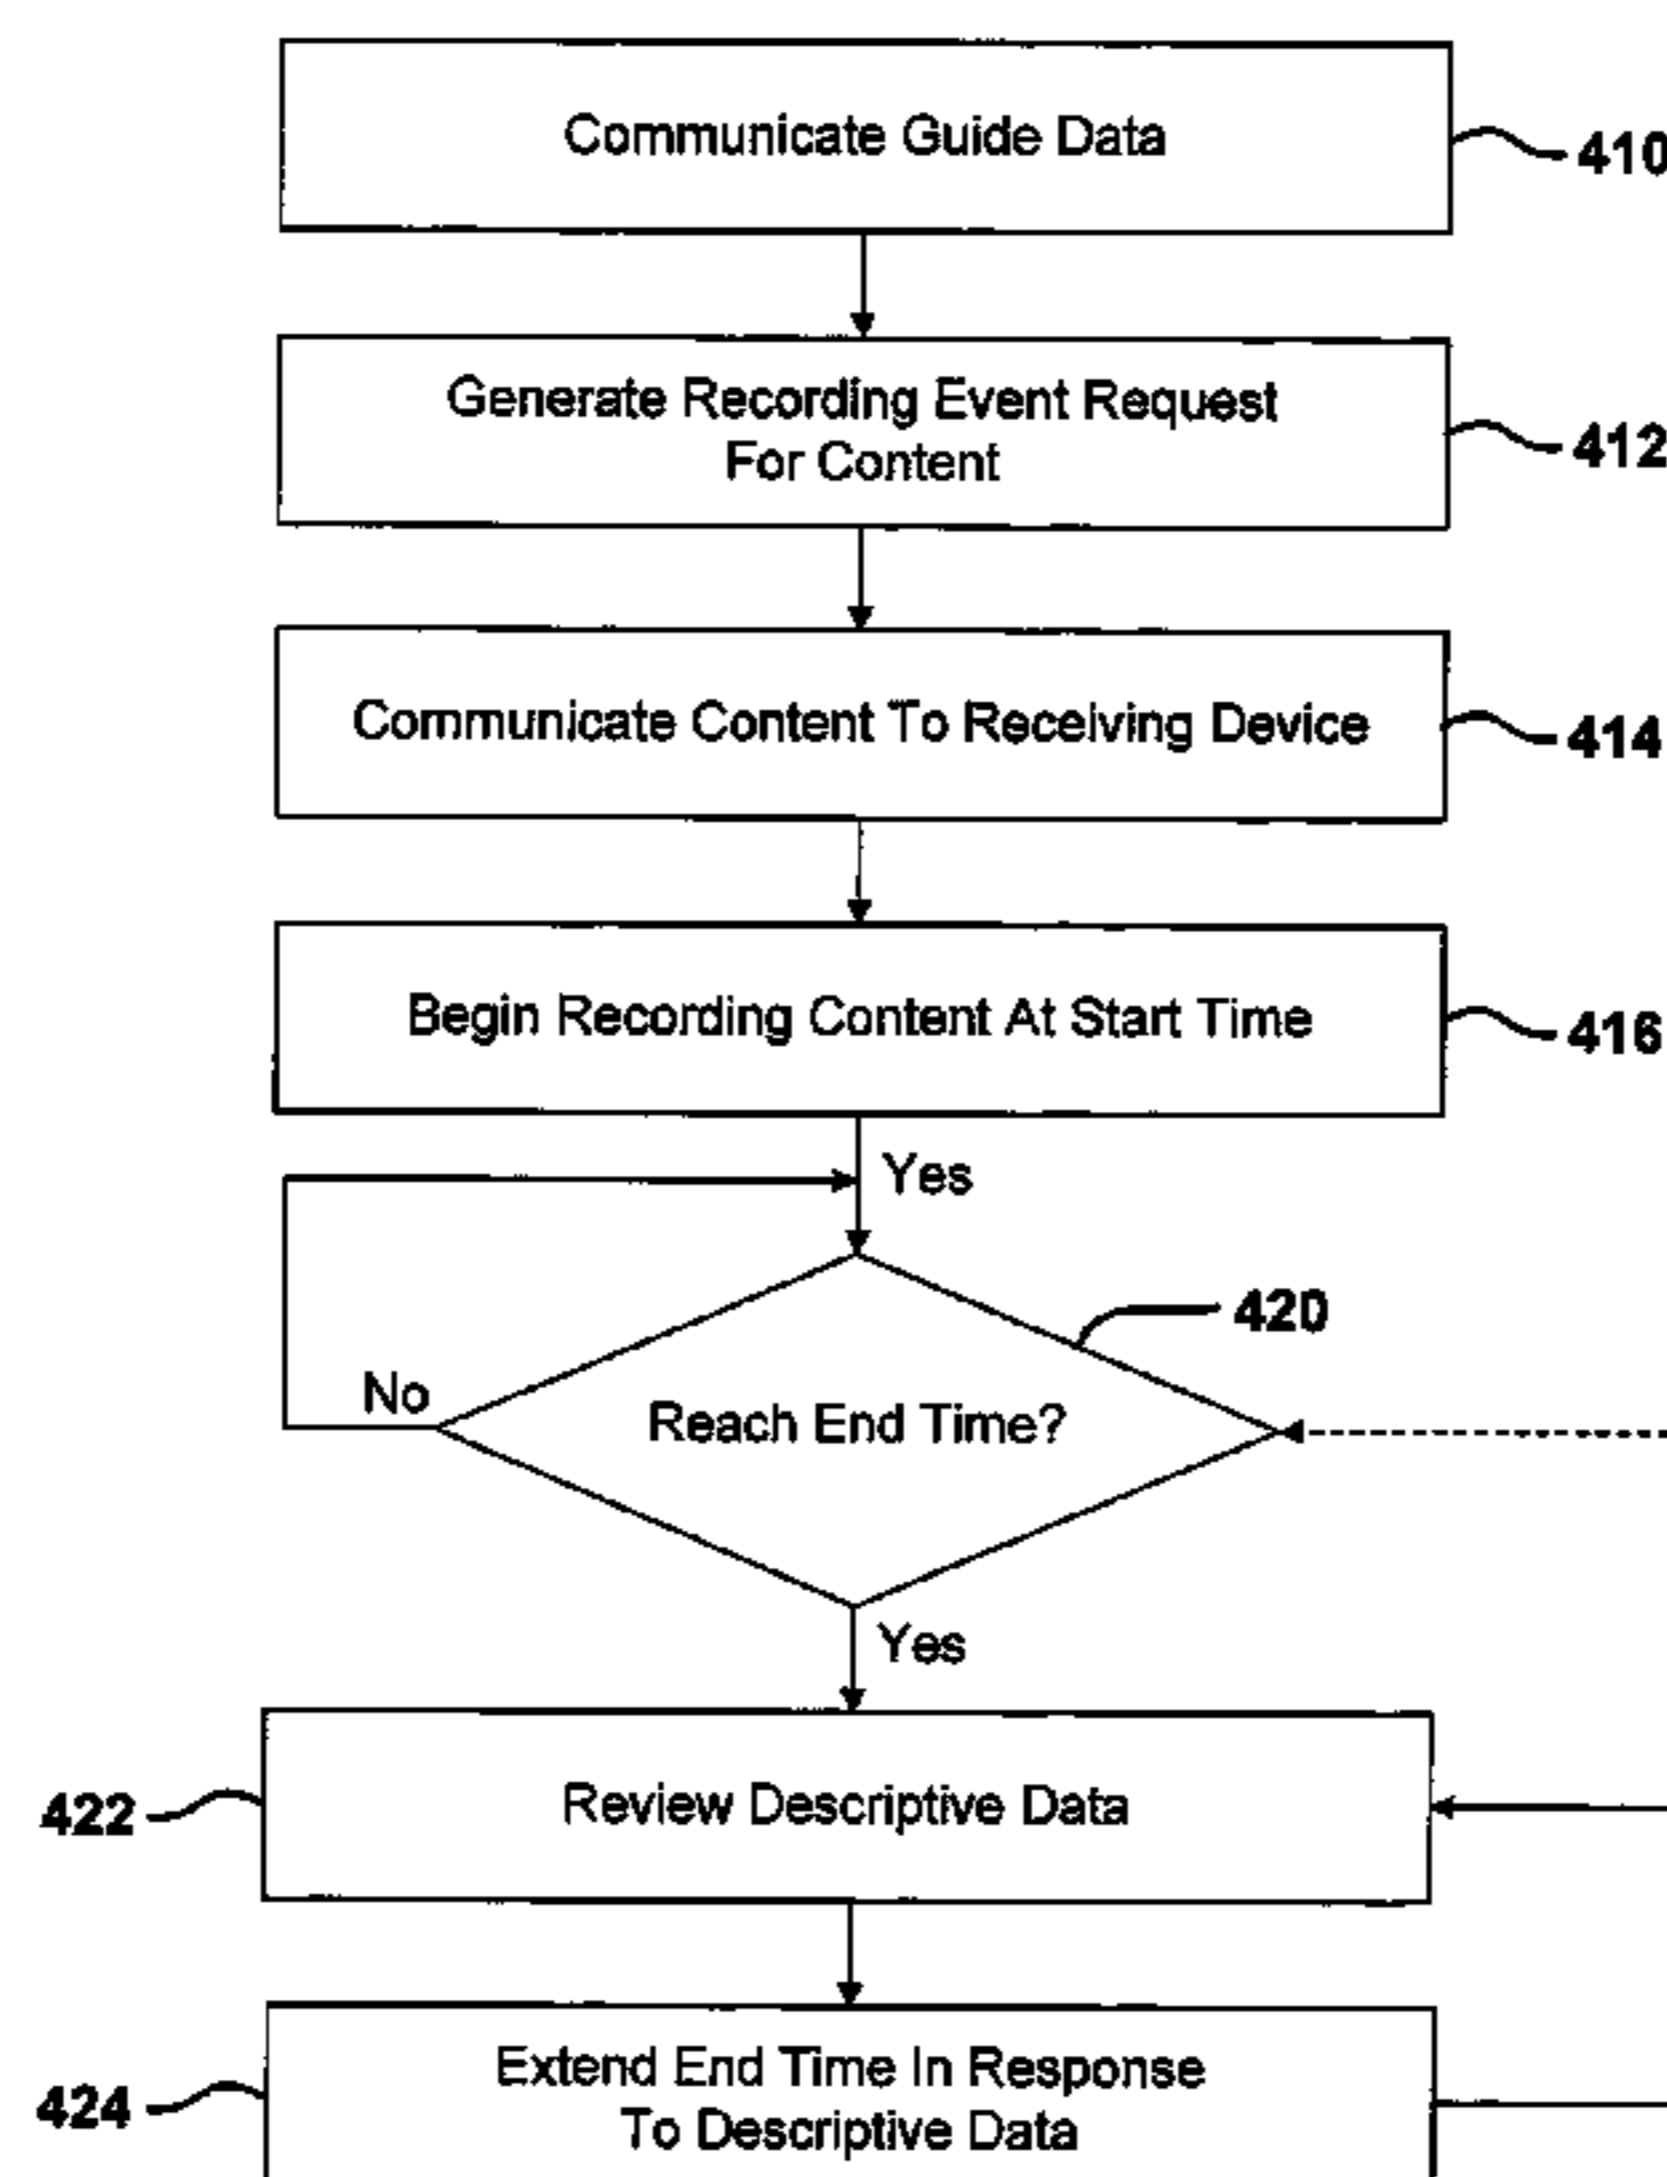 Communicate Guide Data
410
Generate Recording Event Request
For Content
412
Communicate Content To Receiving Device
414
Begin Recording Content At Start Time
416
Yes
420
No
Reach End Time?
Yes
422
Review Descriptive Data
Extend End Time In Response
To Descriptive Data
424